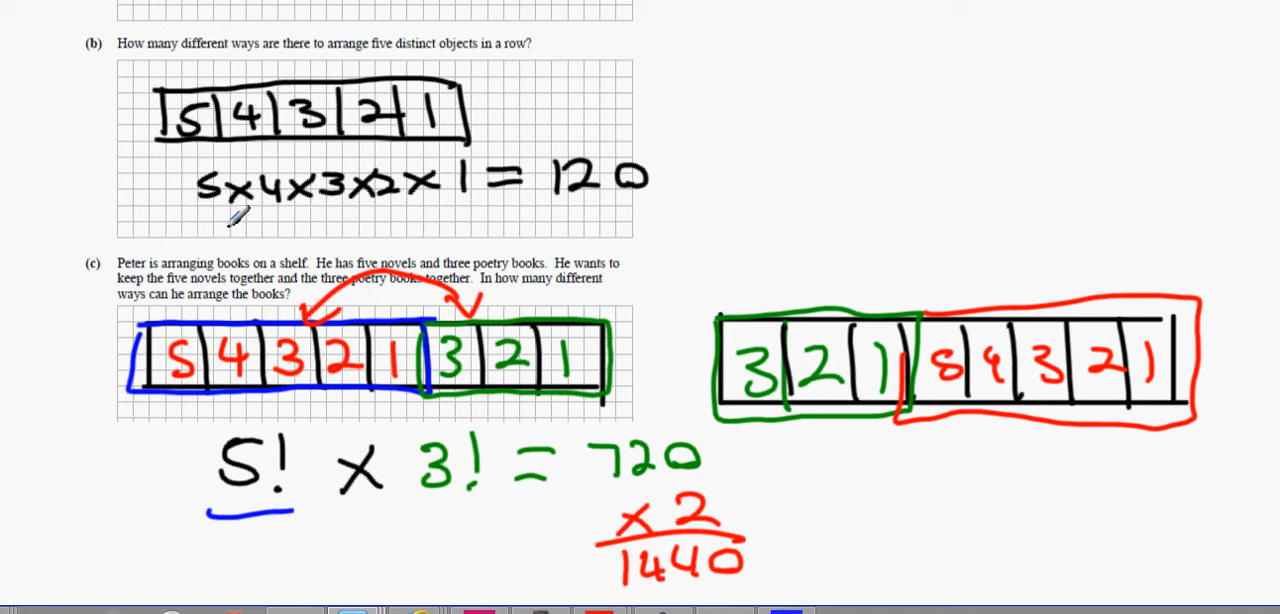 (b) How many different ways are there to arrange five distinct objects in a row?
5 4 3 2 1
5 x 4 x 3 x 2 x 1 = 120
(c) Peter is arranging books on a shelf. He has five novels and three poetry books. He wants to
keep the five novels together and the three poetry books together. In how many different
ways can he arrange the books?
5 4 3 2 1 3 2 1
3 2 1 5 4 3 2 1
5! x 3! = 720
x 2
1440